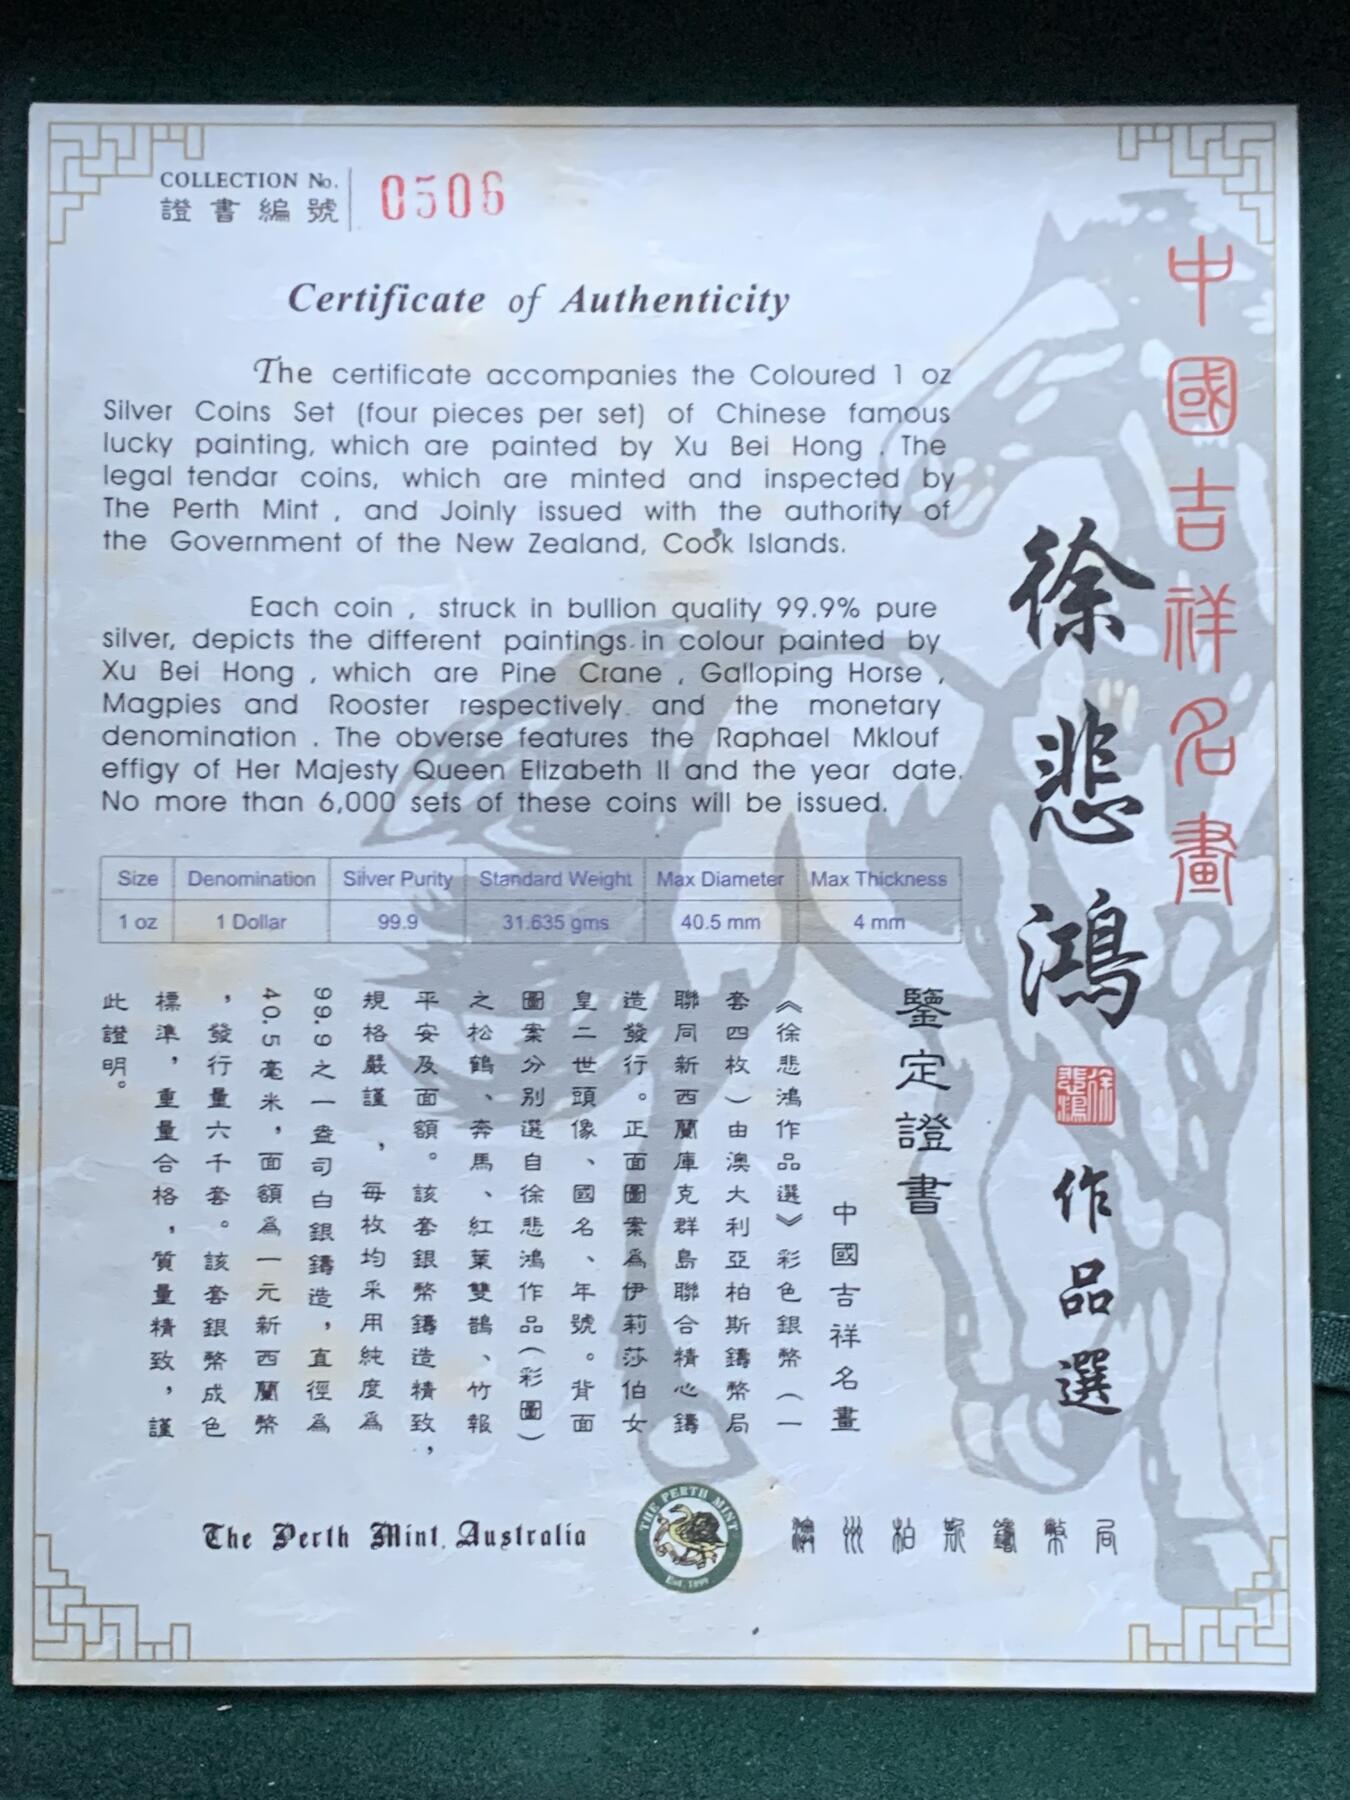 COLLECTION No.
證書編號
0506
Certificate of Authenticity
The certificate accompanies the Coloured 1 oz
Silver Coins Set (four pieces per set) of Chinese famous
lucky painting, which are painted by Xu Bei Hong . The
legal tendar coins, which are minted and inspected by
The Perth Mint , and Joinly issued with the authority of
the Government of the New Zealand, Cook Islands.
Each coin , struck in bullion quality 99.9% pure
silver, depicts the different paintings in colour painted by
Xu Bei Hong , which are Pine Crane , Galloping Horse ,
Magpies and Rooster respectively and the monetary
denomination . The obverse features the Raphael Mklouf
effigy of Her Majesty Queen Elizabeth II and the year date.
No more than 6,000 sets of these coins will be issued.
Size Denomination Silver Purity Standard Weight Max Diameter Max Thickness
1 oz 1 Dollar 99.9 31.635 gms 40.5 mm 4 mm
中國吉祥名畫
徐悲鴻
徐悲鴻
作品選
鑒定證書
中國吉祥名畫
《徐悲鴻作品選》彩色銀幣(一
套四枚)由澳大利亞柏斯鑄幣局
聯同新西蘭庫克群島聯合精心鑄
造發行。正面圖案爲伊莉莎伯女
皇二世頭像、國名、年號。背面
圖案分別選自徐悲鴻作品(彩圖)
之松鶴、奔馬、紅葉雙鵲、竹報
平安及面額。該套銀幣鑄造精致,
規格嚴謹,每枚均采用純度爲
99.9之一盎司白銀鑄造,直徑爲
40.5毫米,面額爲一元新西蘭幣
,發行量六千套。該套銀幣成色
標準,重量合格,質量精致,謹
此證明。
The Perth Mint, Australia
THE PERTH MINT
Est. 1899
澳州柏斯鑄幣局